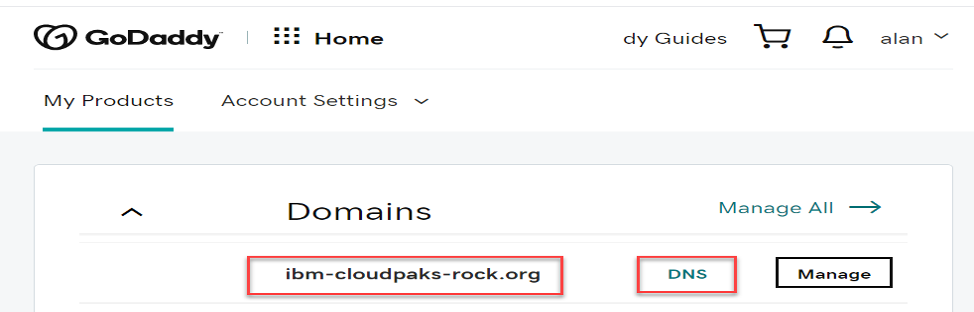 GoDaddy Home dy Guides alan
My Products Account Settings
Domains Manage All
ibm-cloudpaks-rock.org DNS Manage